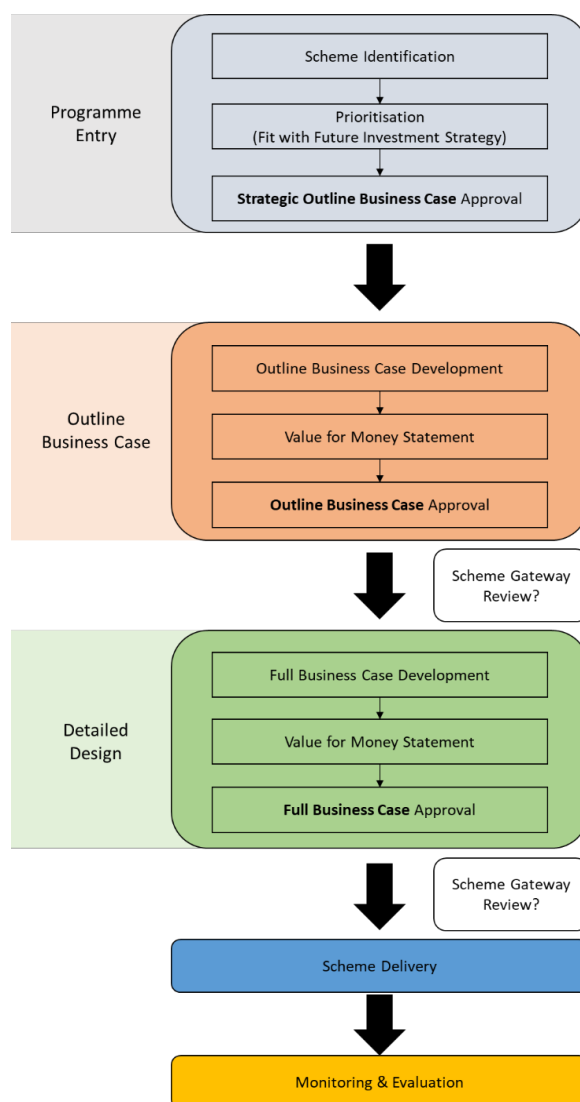 Programme
Entry
Scheme Identification
Prioritisation
(Fit with Future Investment Strategy)
Strategic Outline Business Case Approval
Outline
Business Case
Outline Business Case Development
Value for Money Statement
Outline Business Case Approval
Scheme Gateway
Review?
Detailed
Design
Full Business Case Development
Value for Money Statement
Full Business Case Approval
Scheme Gateway
Review?
Scheme Delivery
Monitoring & Evaluation